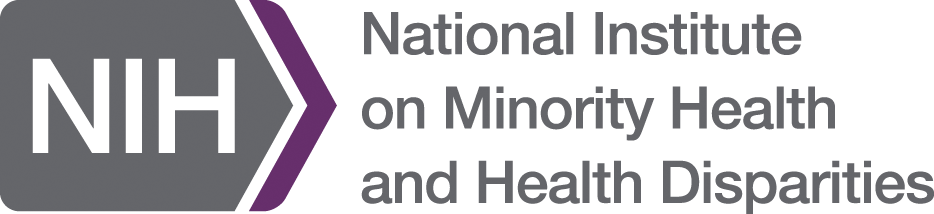 NIH
National Institute
on Minority Health
and Health Disparities